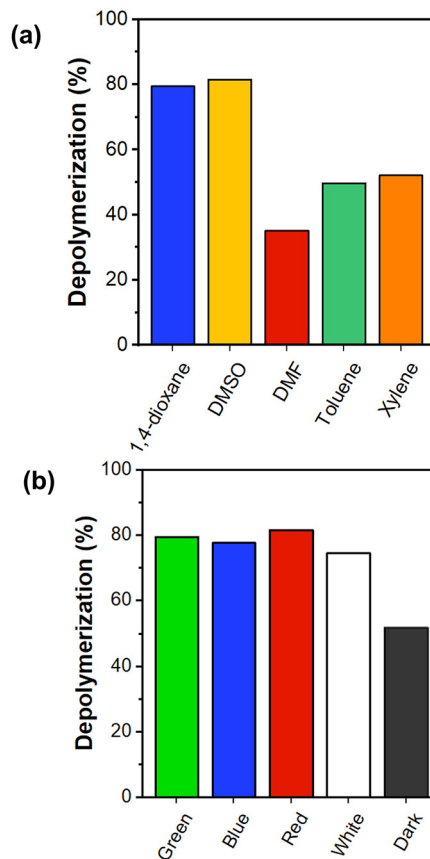 (a)
Depolymerization (%)
100
80
60
40
20
0
1,4-dioxane
DMSO
DMF
Toluene
Xylene
(b)
Depolymerization (%)
100
80
60
40
20
0
Green
Blue
Red
White
Dark